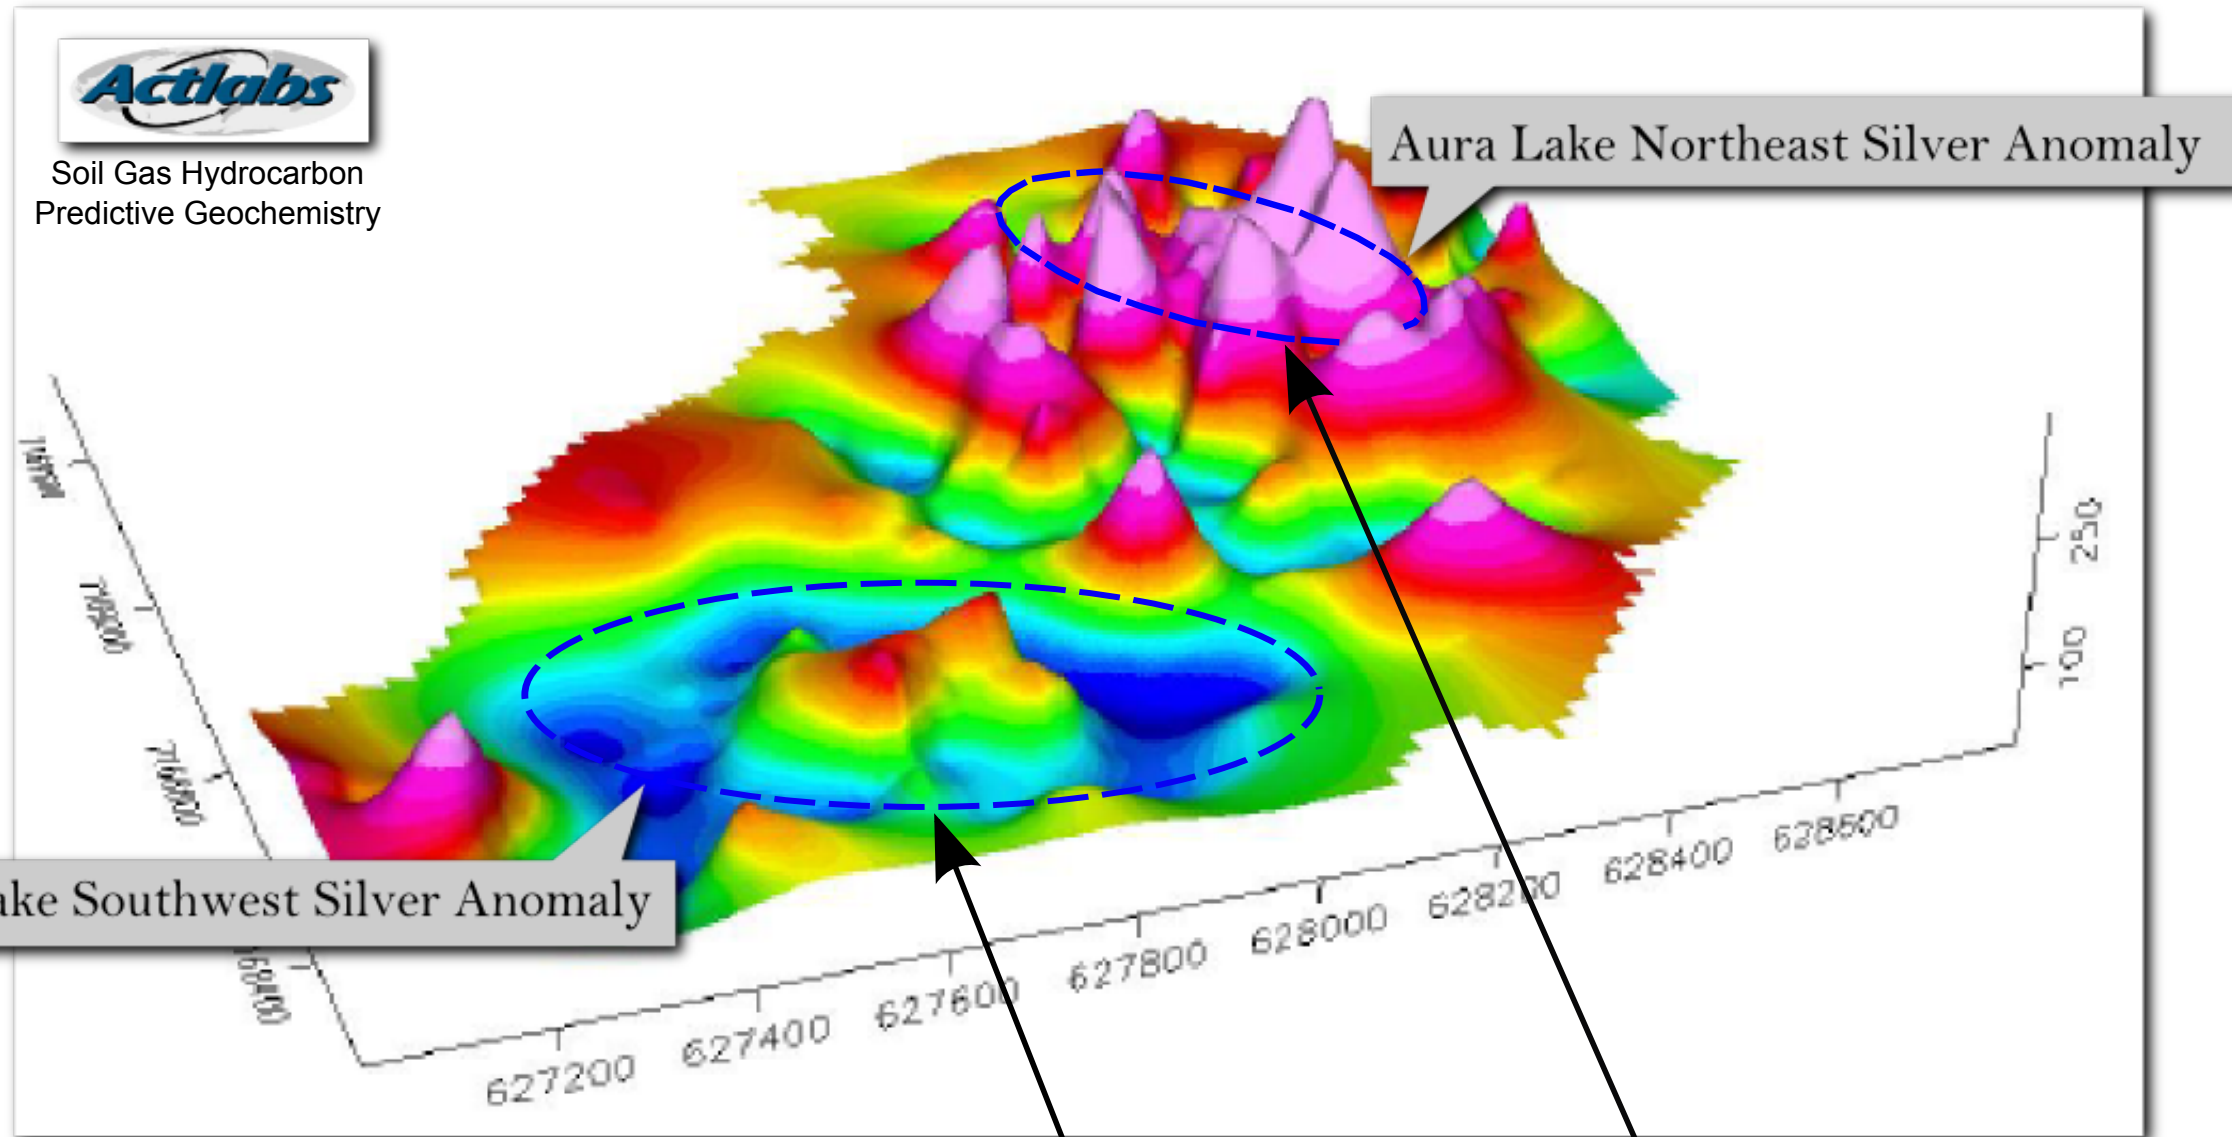 Actlabs
Soil Gas Hydrocarbon
Predictive Geochemistry
Aura Lake Northeast Silver Anomaly
Southwest Silver Anomaly
250
100
627200
627400
627600
627800
628000
628200
628400
628600